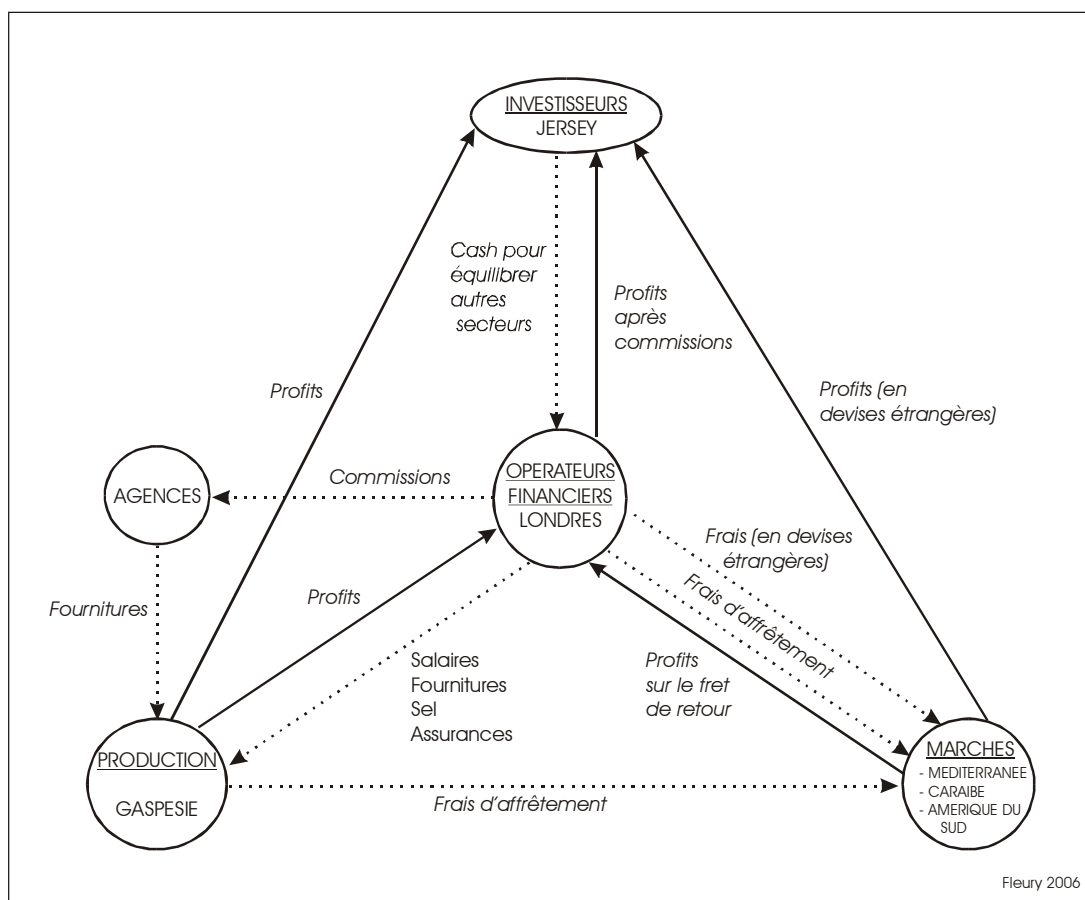 INVESTISSEURS
JERSEY
Cash pour
équilibrer
autres
secteurs
Profits
après
commissions
Profits
Profits (en
devises étrangères)
AGENCES
Commissions
OPERATEURS
FINANCIERS
LONDRES
Frais (en devises
étrangères)
Frais d'affrêtement
Fournitures
Profits
Salaires
Fournitures
Sel
Assurances
Profits
sur le fret
de retour
PRODUCTION
GASPESIE
Frais d'affrêtement
MARCHES
- MEDITERRANEE
- CARAIBE
- AMERIQUE DU
SUD
Fleury 2006